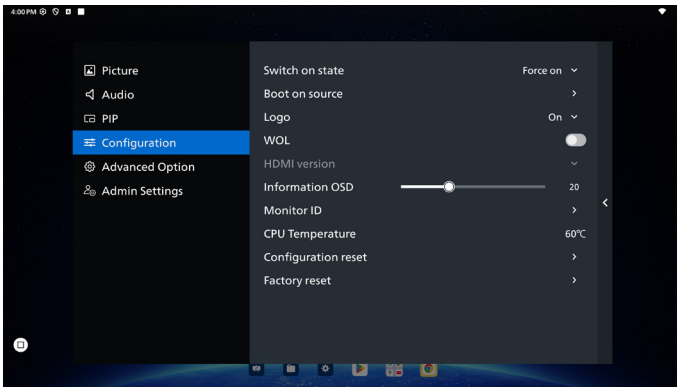 4:00 PM
Picture
Audio
PIP
Configuration
Advanced Option
Admin Settings
Switch on state Force on
Boot on source
Logo On
WOL
HDMI version
Information OSD 20
Monitor ID
CPU Temperature 60℃
Configuration reset
Factory reset